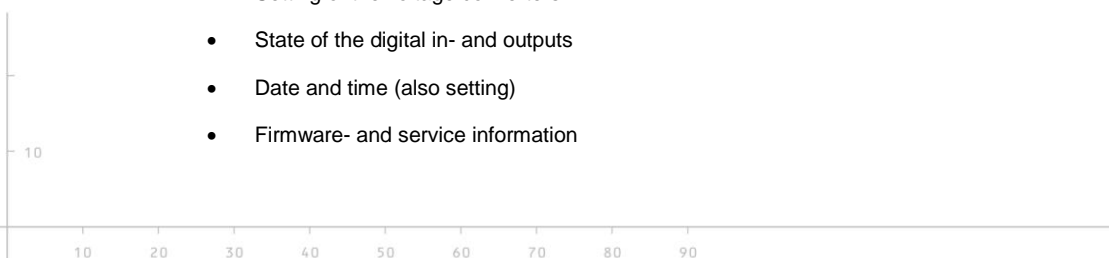 • State of the digital in- and outputs
• Date and time (also setting)
• Firmware- and service information
10
10 20 30 40 50 60 70 80 90